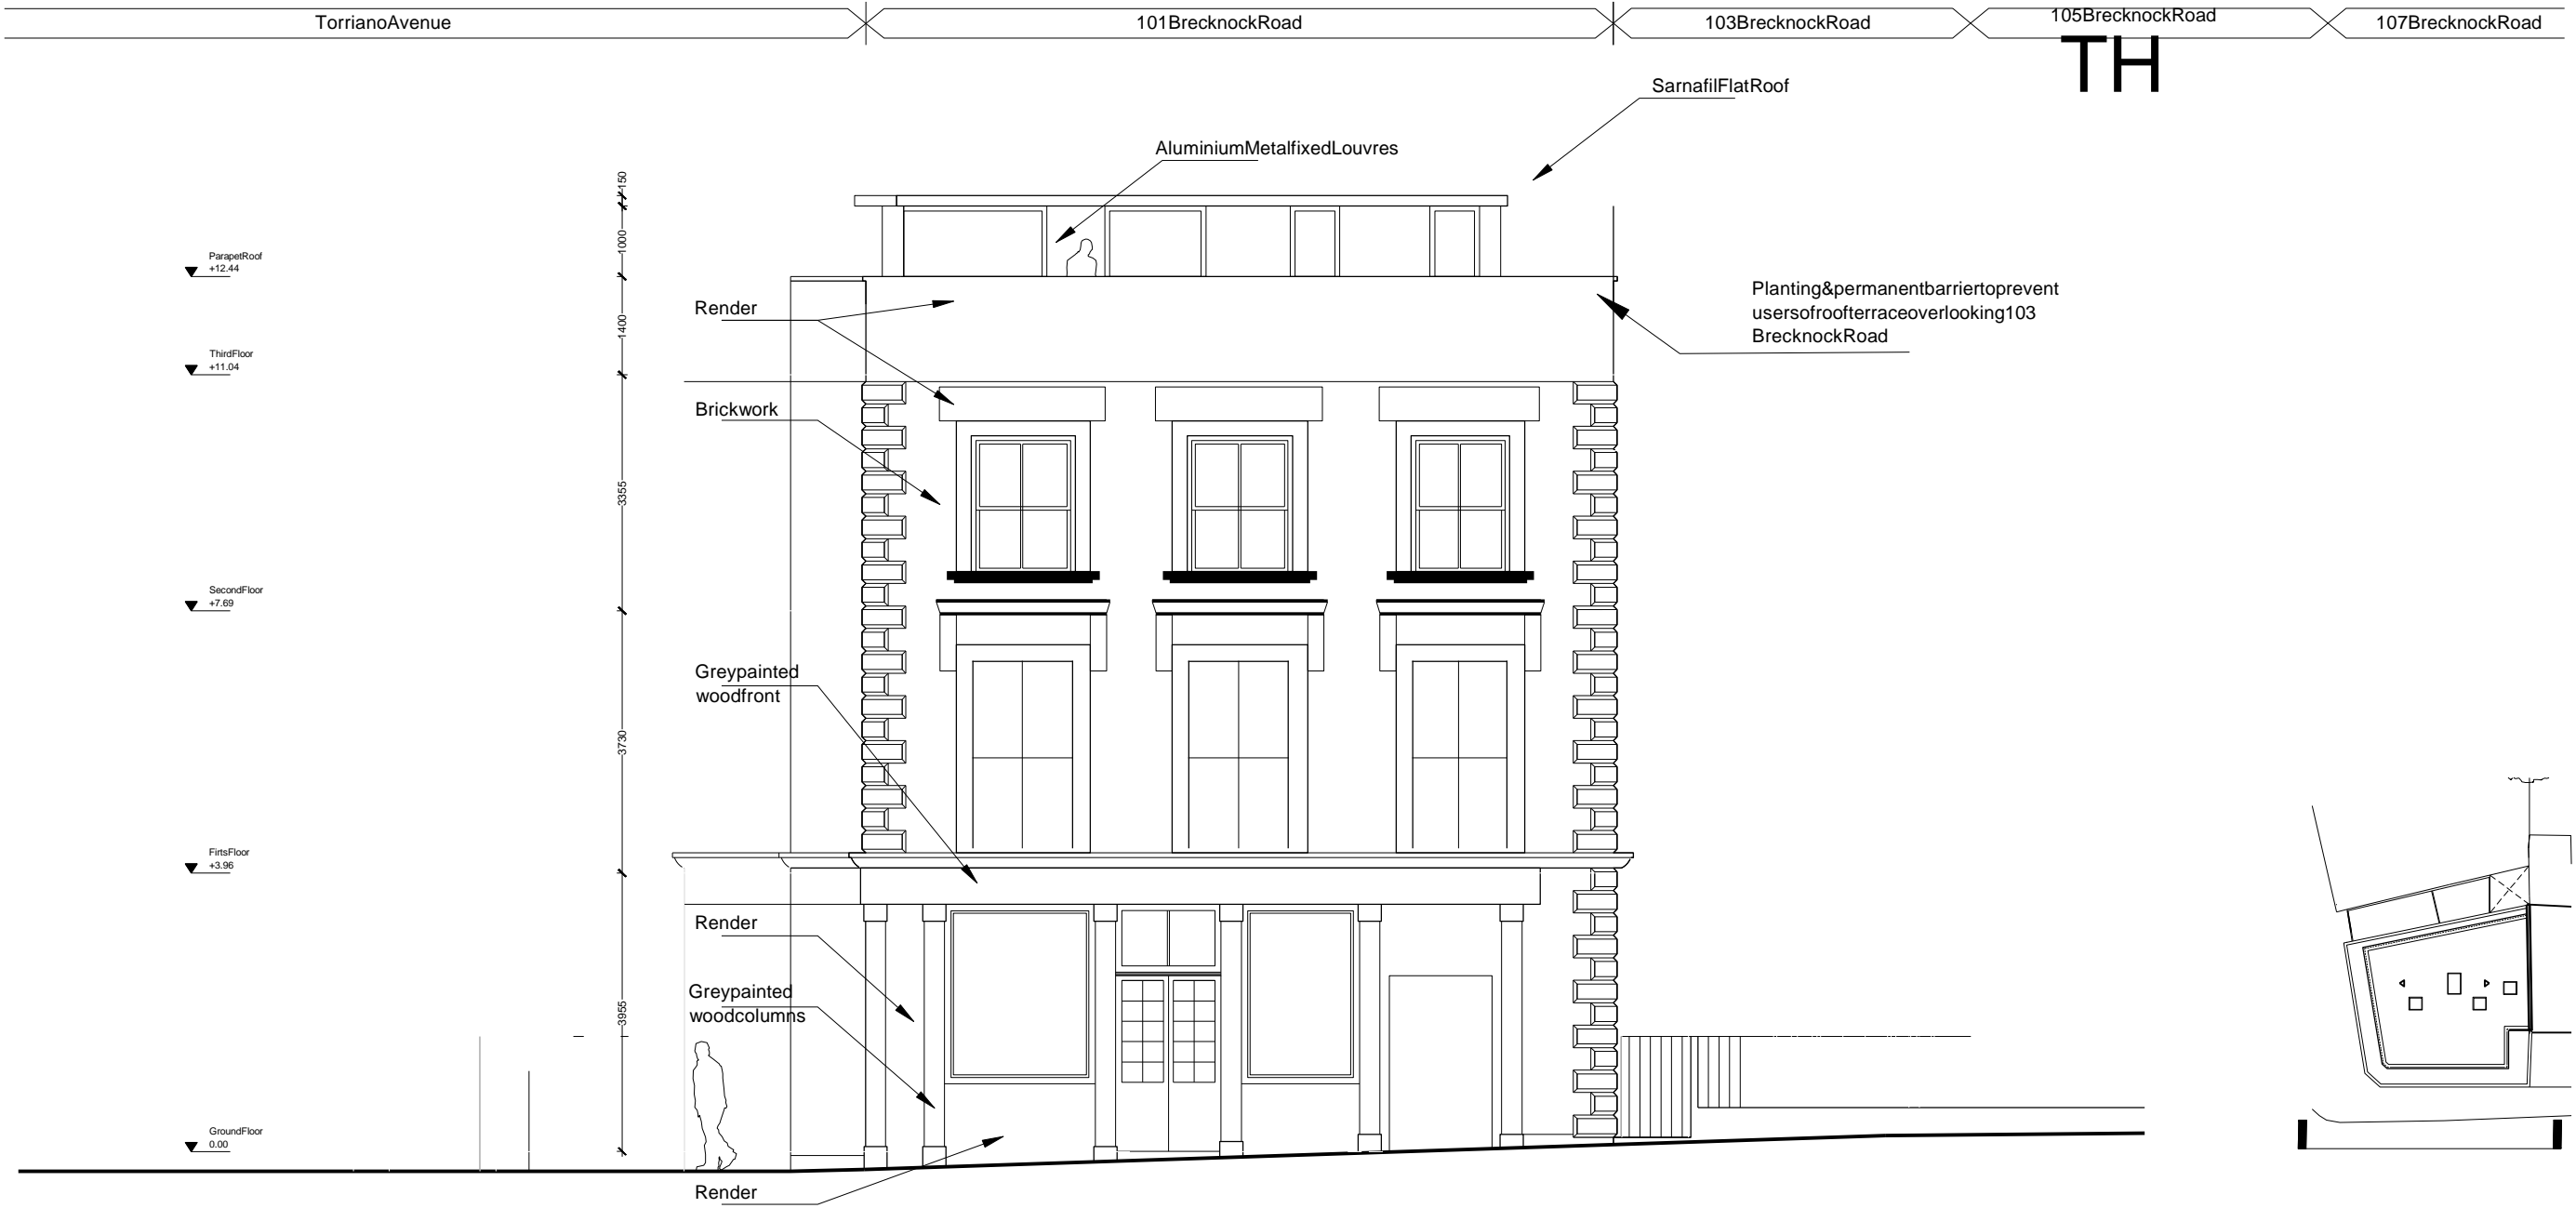 TorrianoAvenue
101BrecknockRoad
103BrecknockRoad
105BrecknockRoad
107BrecknockRoad
TH
SarnafilFlatRoof
AluminiumMetalfixedLouvres
150
1000
ParapetRoof
+12.44
Render
Planting&permanentbarriertoprevent
usersofroofterraceoverlooking103
BrecknockRoad
1400
ThirdFloor
+11.04
Brickwork
3355
SecondFloor
+7.69
Greypainted
woodfront
3730
FirtsFloor
+3.96
Render
Greypainted
woodcolumns
3955
GroundFloor
0.00
Render